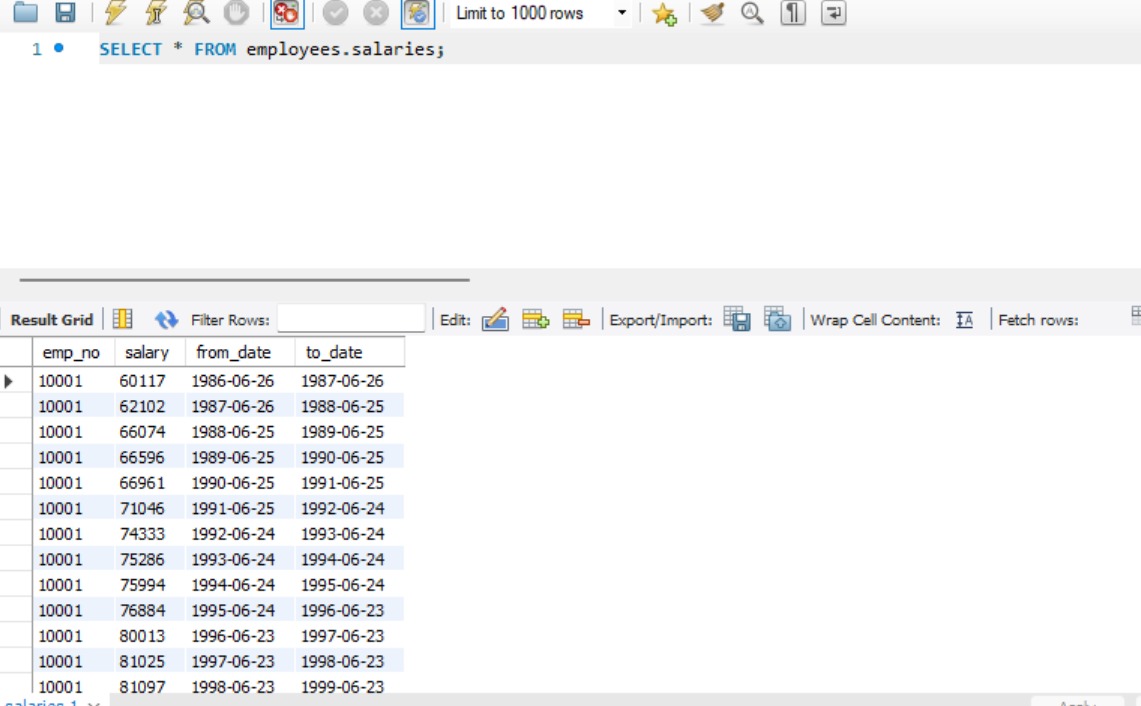 Limit to 1000 rows
1 SELECT * FROM employees.salaries;
Result Grid Filter Rows: Edit: Export/Import: Wrap Cell Content: Fetch rows:
emp_no salary from_date to_date
10001 60117 1986-06-26 1987-06-26
10001 62102 1987-06-26 1988-06-25
10001 66074 1988-06-25 1989-06-25
10001 66596 1989-06-25 1990-06-25
10001 66961 1990-06-25 1991-06-25
10001 71046 1991-06-25 1992-06-24
10001 74333 1992-06-24 1993-06-24
10001 75286 1993-06-24 1994-06-24
10001 75994 1994-06-24 1995-06-24
10001 76884 1995-06-24 1996-06-23
10001 80013 1996-06-23 1997-06-23
10001 81025 1997-06-23 1998-06-23
10001 81097 1998-06-23 1999-06-23
salaries 1 Apply